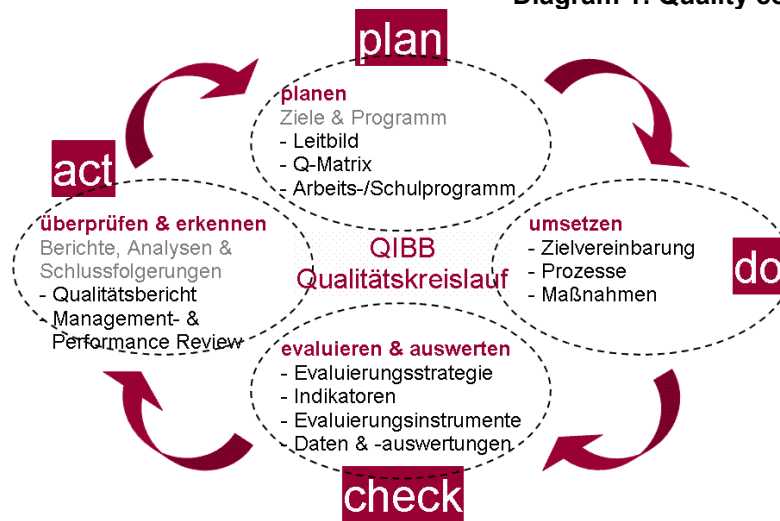 Diagram 1: Quality
plan
planen
Ziele & Programm
- Leitbild
- Q-Matrix
- Arbeits-/Schulprogramm
act
überprüfen & erkennen
Berichte, Analysen &
Schlussfolgerungen
- Qualitätsbericht
- Management- &
Performance Review
QIBB
Qualitätskreislauf
umsetzen
- Zielvereinbarung
- Prozesse
- Maßnahmen
do
evaluieren & auswerten
- Evaluierungsstrategie
- Indikatoren
- Evaluierungsinstrumente
- Daten & -auswertungen
check